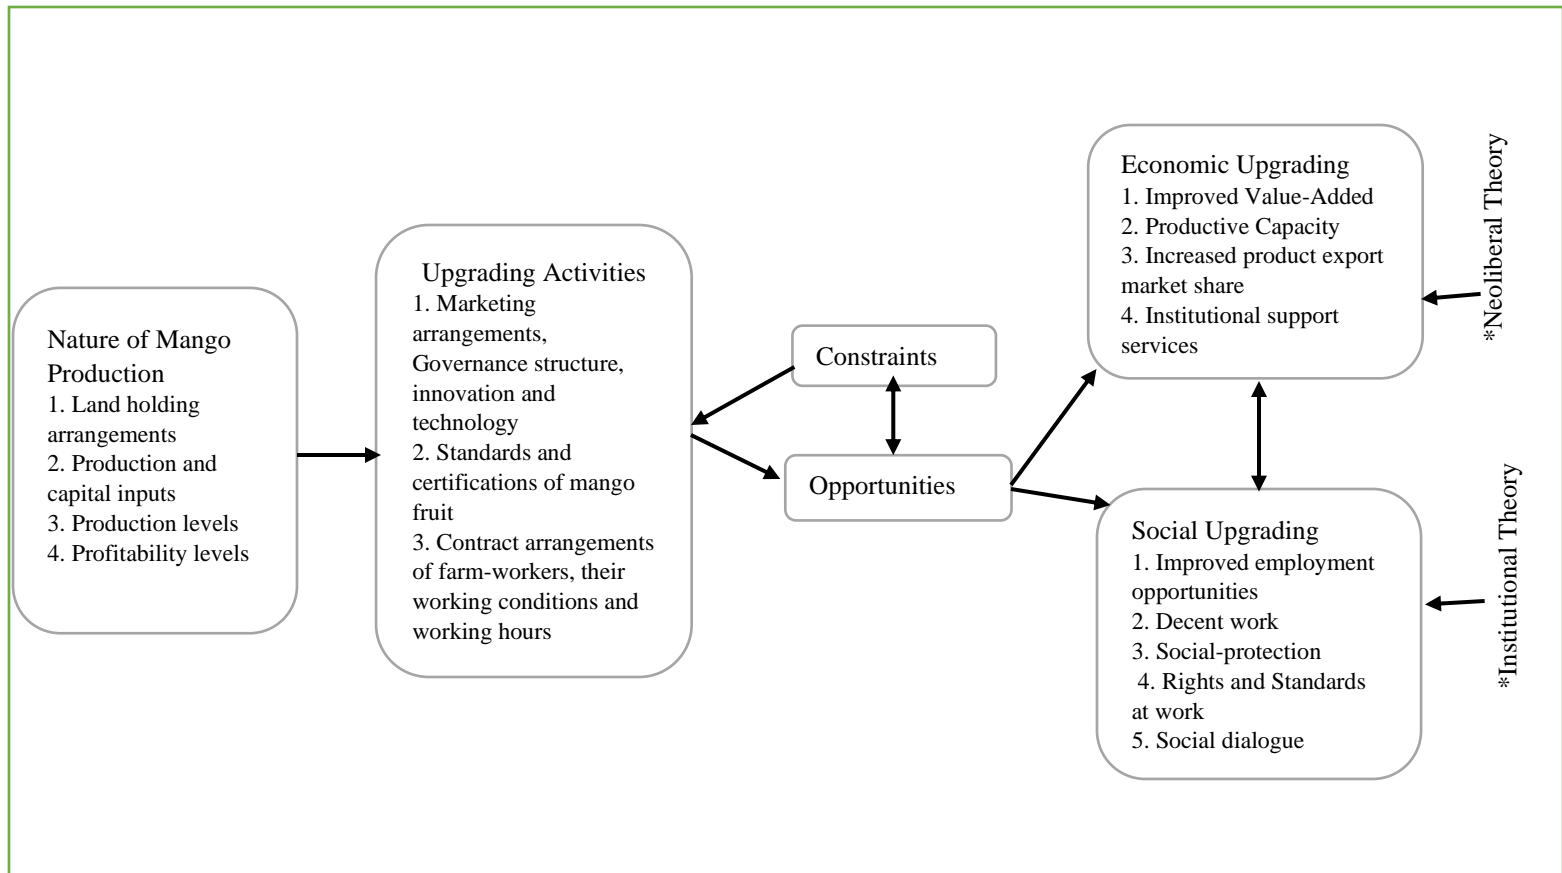 Nature of Mango
Production
1. Land holding
arrangements
2. Production and
capital inputs
3. Production levels
4. Profitability levels
Upgrading Activities
1. Marketing
arrangements,
Governance structure,
innovation and
technology
2. Standards and
certifications of mango
fruit
3. Contract arrangements
of farm-workers, their
working conditions and
working hours
Constraints
Opportunities
Economic Upgrading
1. Improved Value-Added
2. Productive Capacity
3. Increased product export
market share
4. Institutional support
services
Social Upgrading
1. Improved employment
opportunities
2. Decent work
3. Social-protection
4. Rights and Standards
at work
5. Social dialogue
*Neoliberal Theory
*Institutional Theory